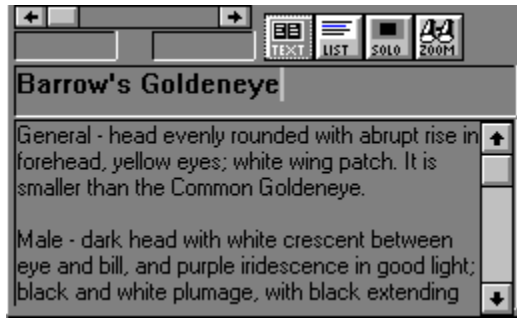 TEXT LIST SOLO ZOOM
Barrow's Goldeneye
General - head evenly rounded with abrupt rise in
forehead, yellow eyes; white wing patch. It is
smaller than the Common Goldeneye.
Male - dark head with white crescent between
eye and bill, and purple iridescence in good light;
black and white plumage, with black extending